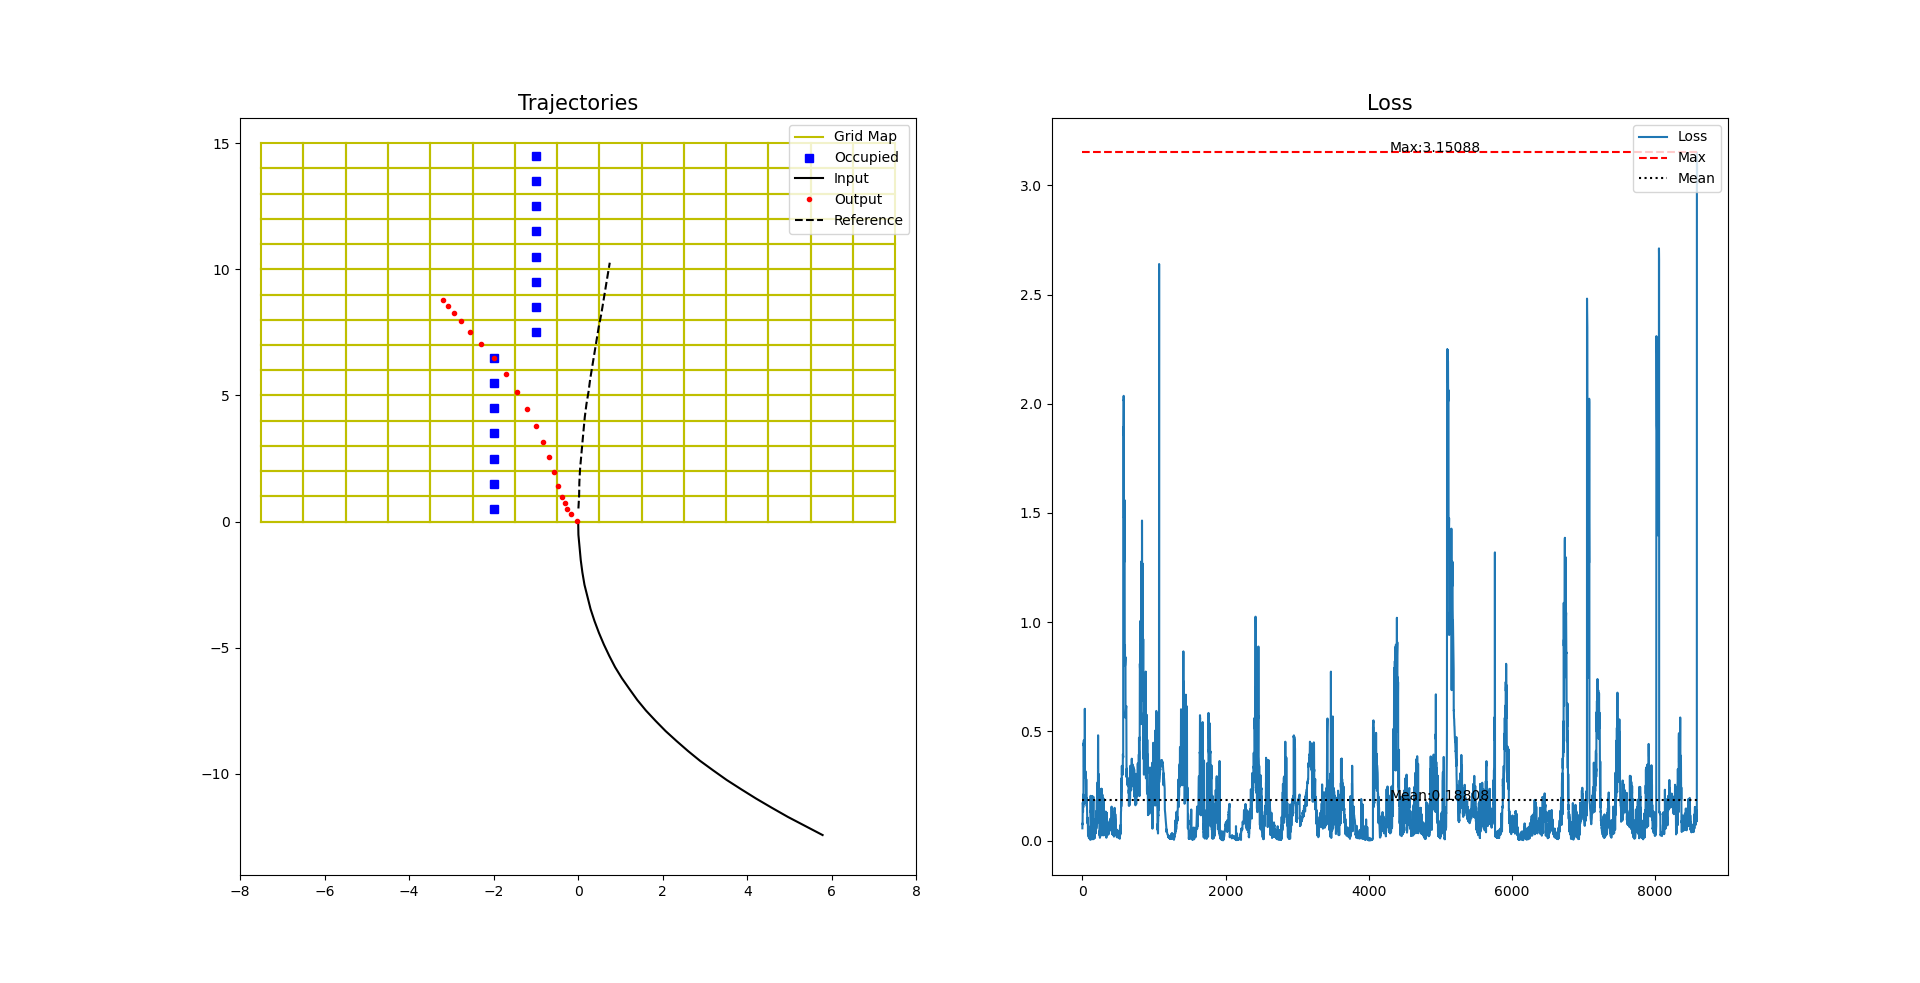 Trajectories
15
10
5
0
−5
−10
−8
−6
−4
−2
0
2
4
6
8
Grid Map
Occupied
Input
Output
Reference
Loss
3.0
2.5
2.0
1.5
1.0
0.5
0.0
0
2000
4000
6000
8000
Max:3.15088
Mean:0.18808
Loss
Max
Mean